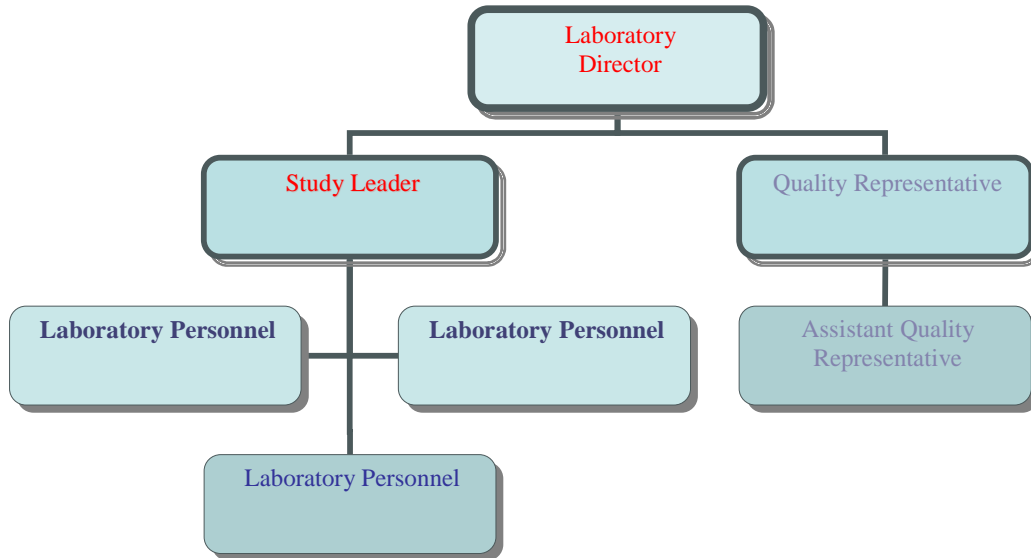 Laboratory
Director
Study Leader
Quality Representative
Laboratory Personnel
Laboratory Personnel
Assistant Quality
Representative
Laboratory Personnel